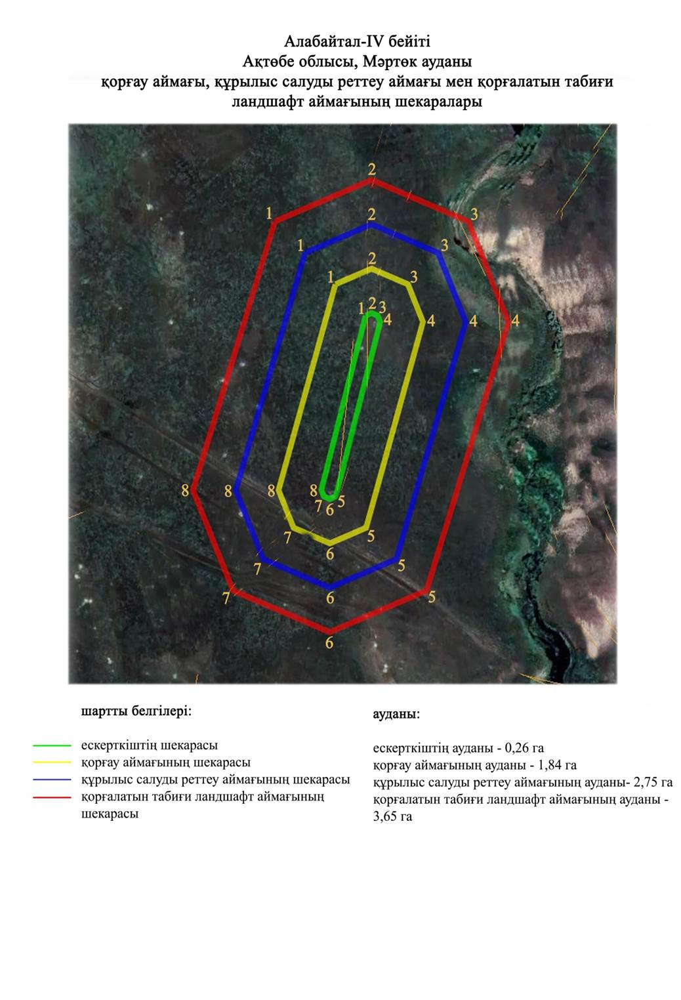 Алабайтал-IV бейіті
Ақтөбе облысы, Мәртөк ауданы
қорғау аймағы, құрылыс салуды реттеу аймағы мен қорғалатын табиғи
ландшафт аймағының шекаралары
2
1
3
2
1
3
2
1
3
1
2
3
4
4
4
4
8
8
8
8
7
6
5
7
5
6
7
5
6
7
5
6
шартты белгілері:
ескерткіштің шекарасы
қорғау аймағының шекарасы
құрылыс салуды реттеу аймағының шекарасы
қорғалатын табиғи ландшафт аймағының
шекарасы
ауданы:
ескерткіштің ауданы - 0,26 га
қорғау аймағының ауданы - 1,84 га
құрылыс салуды реттеу аймағының ауданы- 2,75 га
қорғалатын табиғи ландшафт аймағының ауданы -
3,65 га